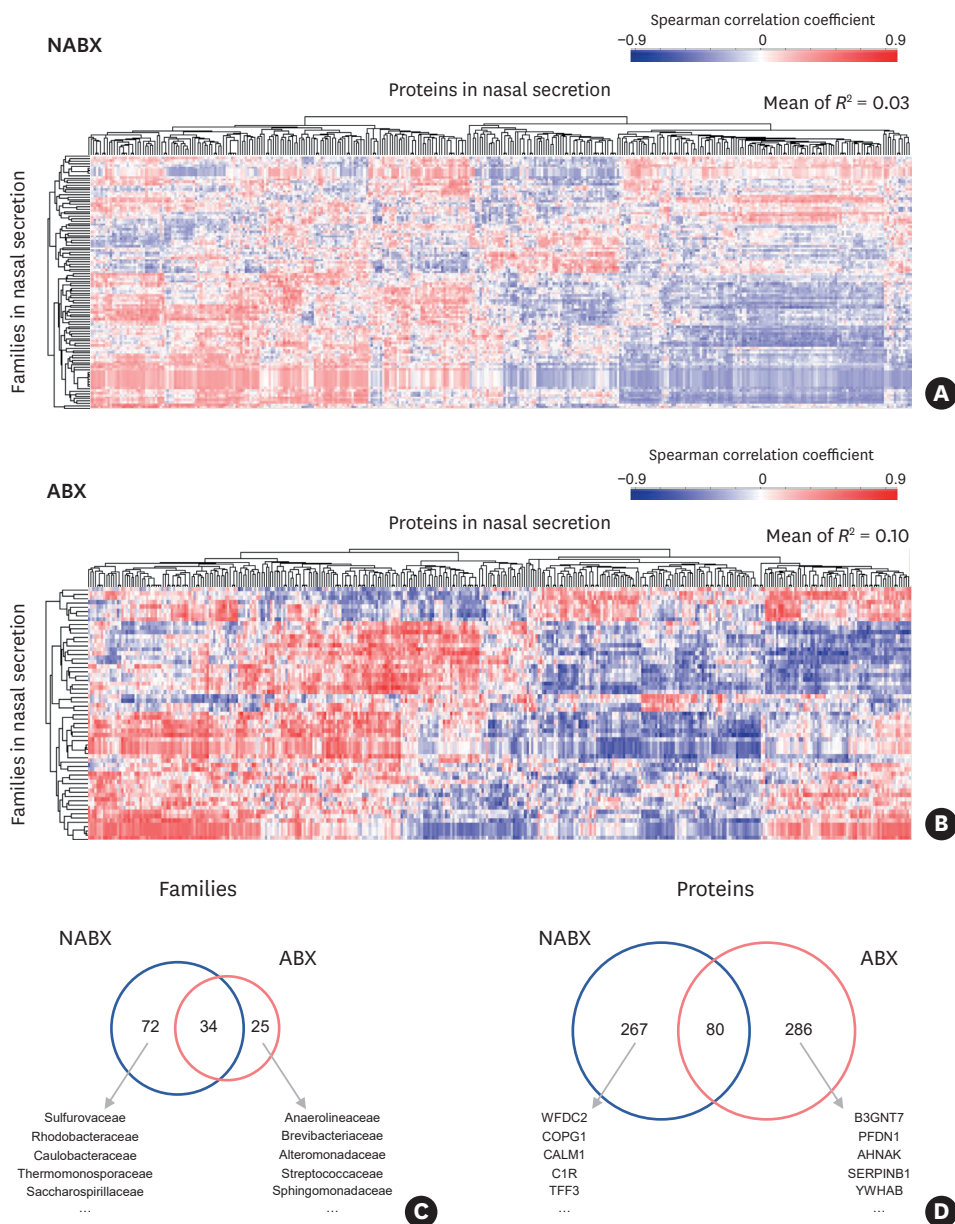 Spearman correlation coefficient
NABX
−0.9 0 0.9
Proteins in nasal secretion
Mean of R² = 0.03
Families in nasal secretion
A
Spearman correlation coefficient
ABX
−0.9 0 0.9
Proteins in nasal secretion
Mean of R² = 0.10
Families in nasal secretion
B
Families
NABX
ABX
72 34 25
Sulfurovaceae
Rhodobacteraceae
Caulobacteraceae
Thermomonosporaceae
Saccharospirillaceae
...
Anaerolineaceae
Brevibacteriaceae
Alteromonadaceae
Streptococcaceae
Sphingomonadaceae
...
C
Proteins
NABX
ABX
267 80 286
WFDC2
COPG1
CALM1
C1R
TFF3
...
B3GNT7
PFDN1
AHNAK
SERPINB1
YWHAB
...
D